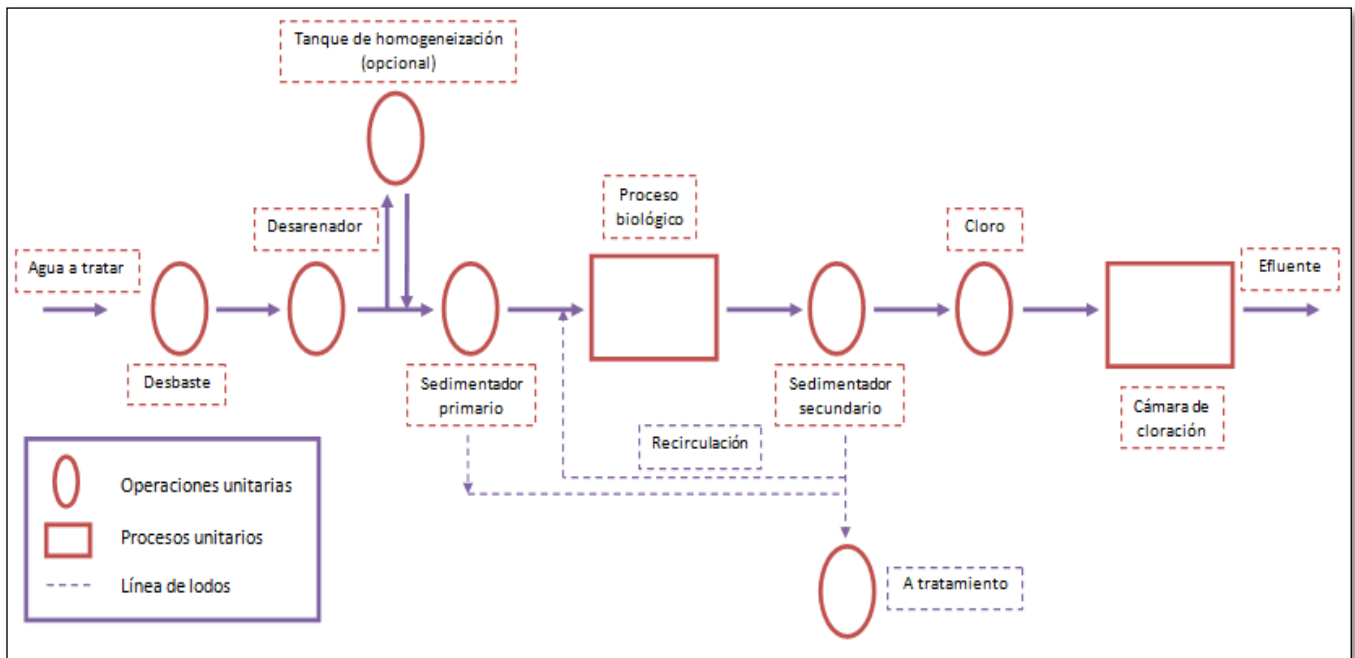 Tanque de homogeneización
(opcional)
Proceso
biológico
Desarenador
Cloro
Agua a tratar
Efluente
Desbaste
Sedimentador
primario
Sedimentador
secundario
Cámara de
cloración
Recirculación
Operaciones unitarias
Procesos unitarios
Línea de lodos
A tratamiento